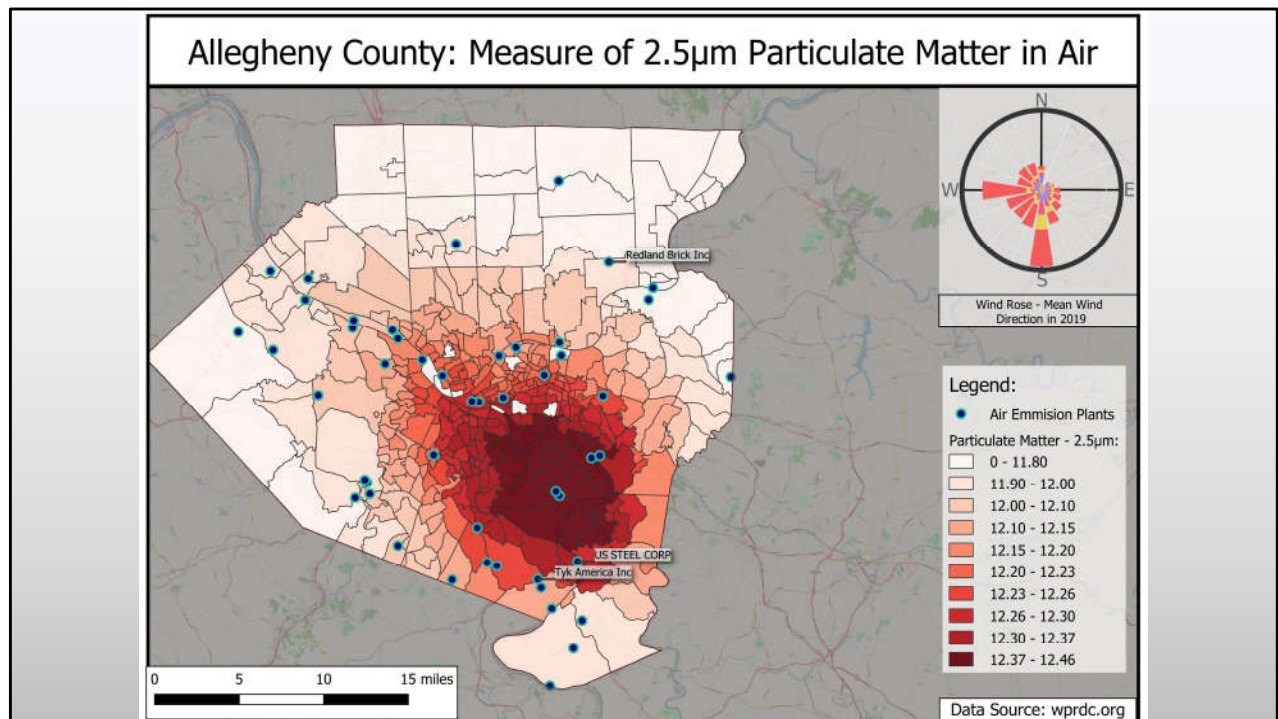 Allegheny County: Measure of 2.5µm Particulate Matter in Air
N
W
E
S
Wind Rose - Mean Wind
Direction in 2019
Redland Brick Inc
US STEEL CORP
Tyk America Inc
Legend:
Air Emmision Plants
Particulate Matter - 2.5µm:
0 - 11.80
11.90 - 12.00
12.00 - 12.10
12.10 - 12.15
12.15 - 12.20
12.20 - 12.23
12.23 - 12.26
12.26 - 12.30
12.30 - 12.37
12.37 - 12.46
0 5 10 15 miles
Data Source: wprdc.org